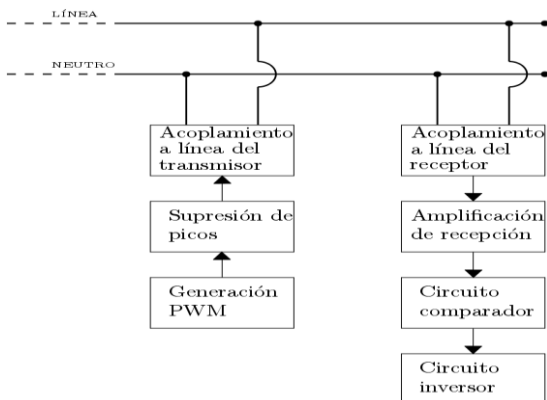 LÍNEA
NEUTRO
Acoplamiento
a línea del
transmisor
Acoplamiento
a línea del
receptor
Supresión de
picos
Amplificación
de recepción
Generación
PWM
Circuito
comparador
Circuito
inversor